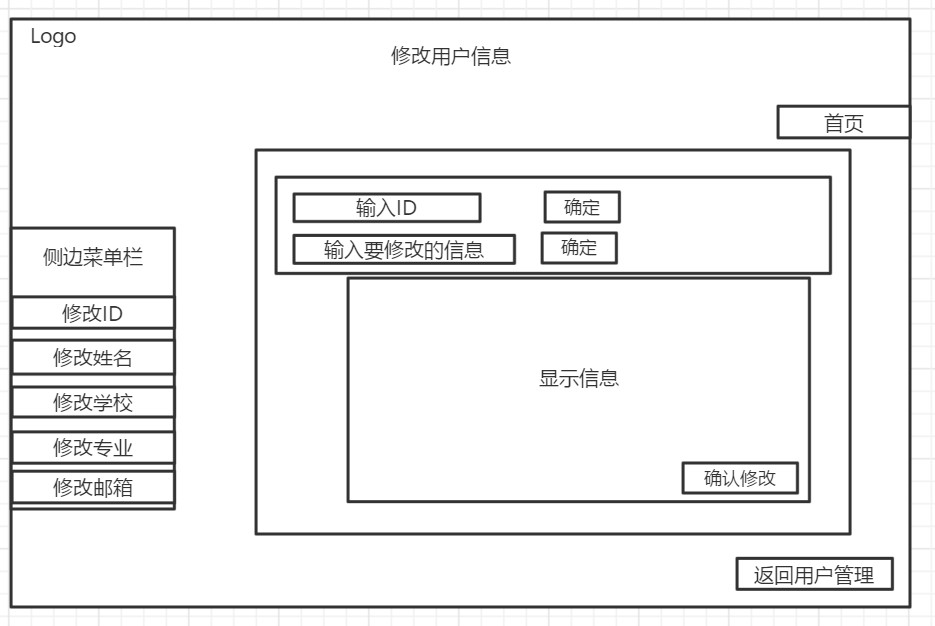 Logo
修改用户信息
首页
输入ID
确定
输入要修改的信息
确定
侧边菜单栏
修改ID
修改姓名
修改学校
修改专业
修改邮箱
显示信息
确认修改
返回用户管理